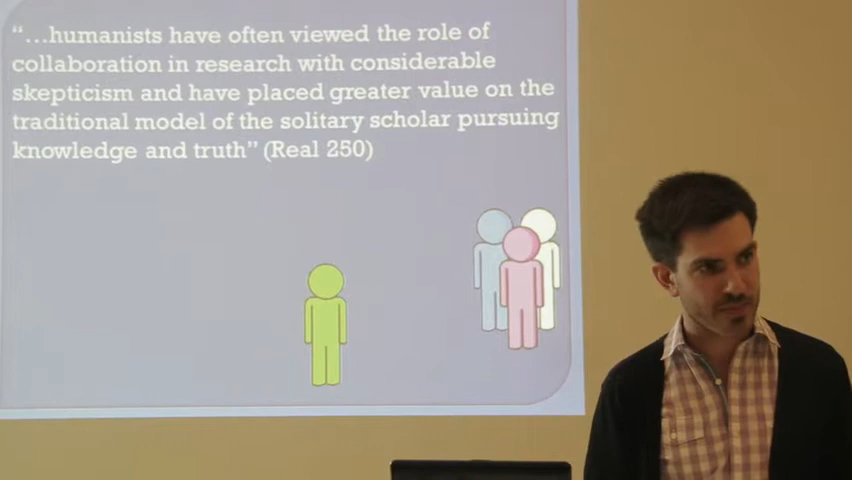 “…humanists have often viewed the role of
collaboration in research with considerable
skepticism and have placed greater value on the
traditional model of the solitary scholar pursuing
knowledge and truth” (Real 250)